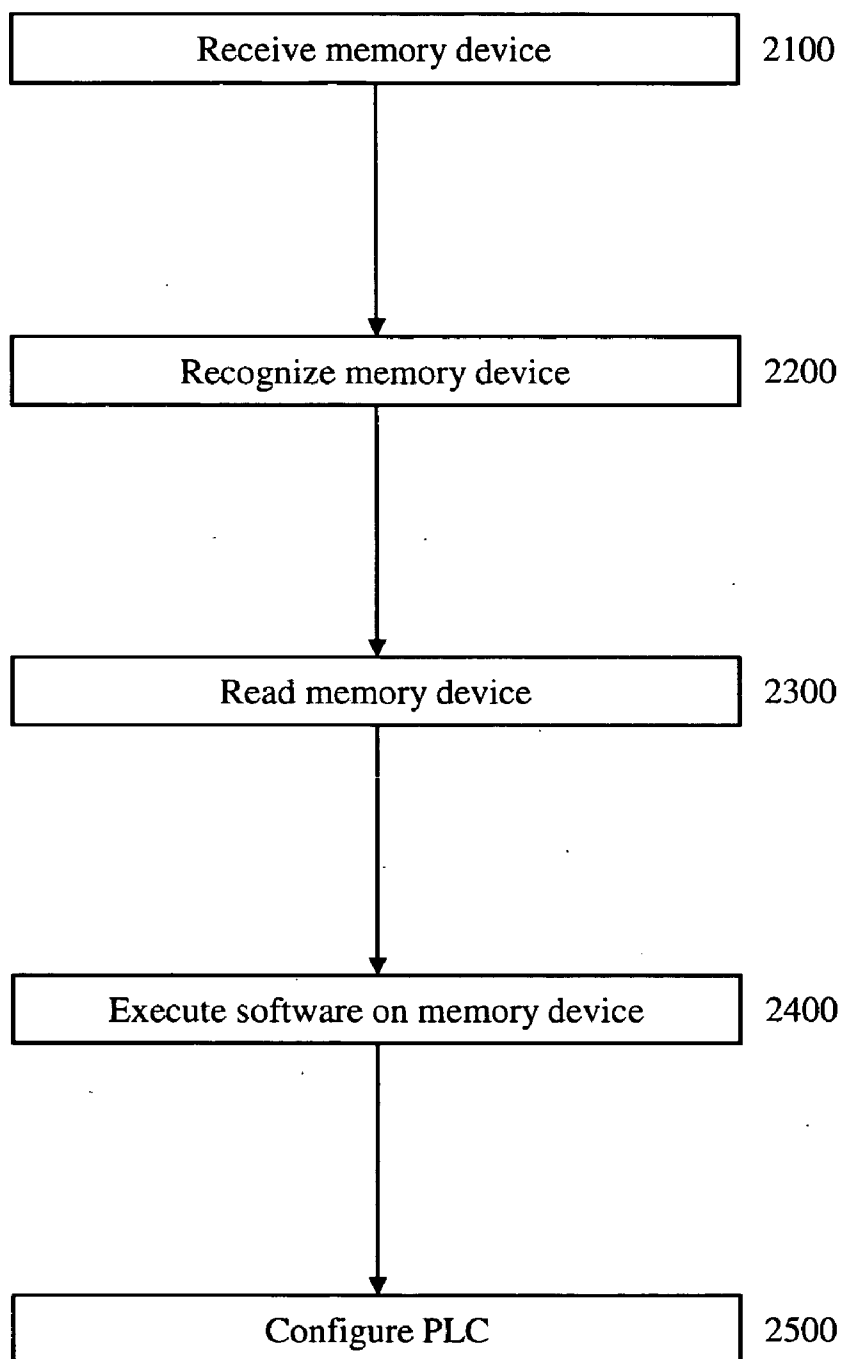 Receive memory device 2100
Recognize memory device 2200
Read memory device 2300
Execute software on memory device 2400
Configure PLC 2500